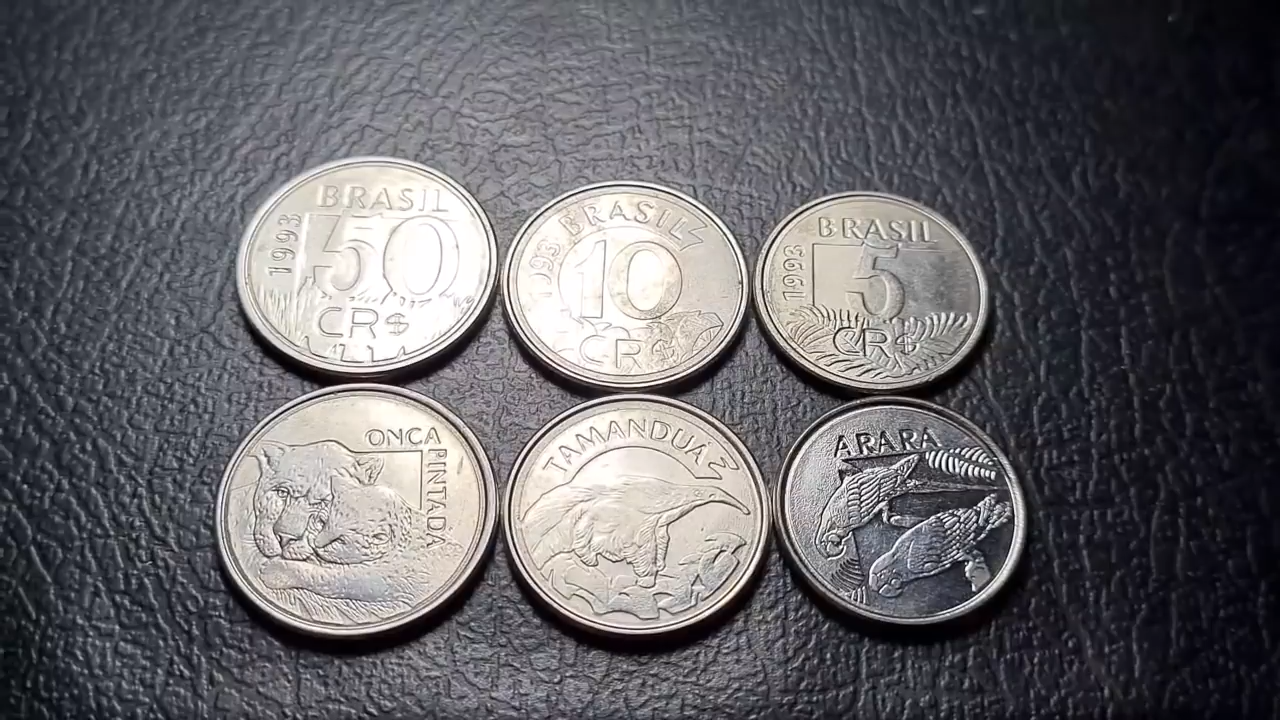 BRASIL
1993
50
CR$
BRASIL
1993
10
CR$
BRASIL
1993
5
CR$
ONÇA
PINTADA
TAMANDUÁ
ARARA